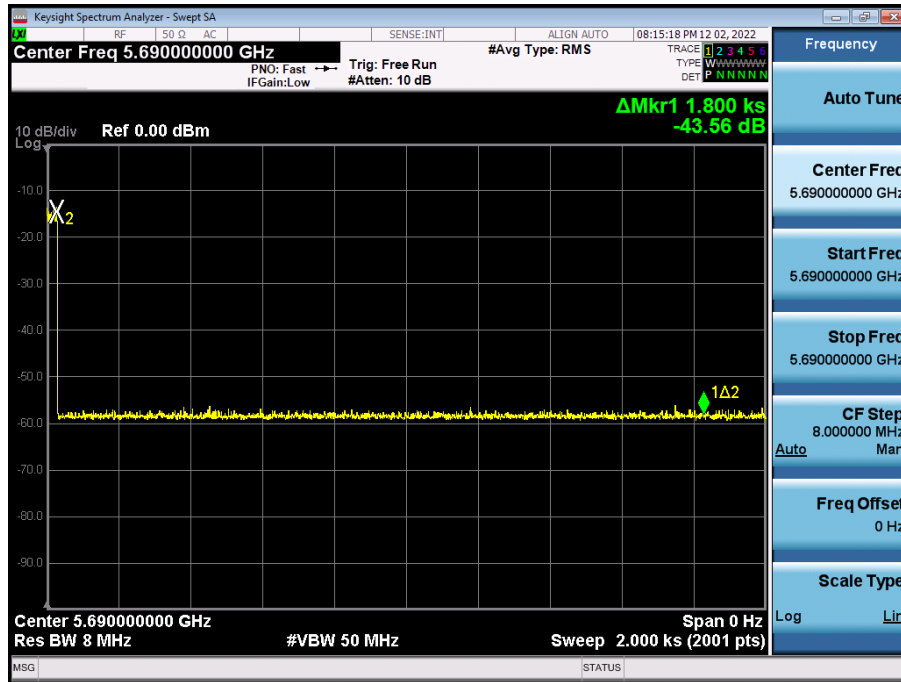 Keysight Spectrum Analyzer - Swept SA
LXI RF 50 Ω AC SENSE:INT ALIGN AUTO 08:15:18 PM 12 02, 2022
Center Freq 5.690000000 GHz
PNO: Fast
IFGain:Low
Trig: Free Run
#Atten: 10 dB
#Avg Type: RMS
TRACE 1 2 3 4 5 6
TYPE WWWWWW
DET P N N N N N
ΔMkr1 1.800 ks
-43.56 dB
10 dB/div Ref 0.00 dBm
Log
-10.0
X2
-20.0
-30.0
-40.0
-50.0
1Δ2
-60.0
-70.0
-80.0
-90.0
Center 5.690000000 GHz Span 0 Hz
Res BW 8 MHz #VBW 50 MHz Sweep 2.000 ks (2001 pts)
MSG STATUS
Frequency
Auto Tune
Center Freq
5.690000000 GHz
Start Freq
5.690000000 GHz
Stop Freq
5.690000000 GHz
CF Step
8.000000 MHz
Auto Man
Freq Offset
0 Hz
Scale Type
Log Lin